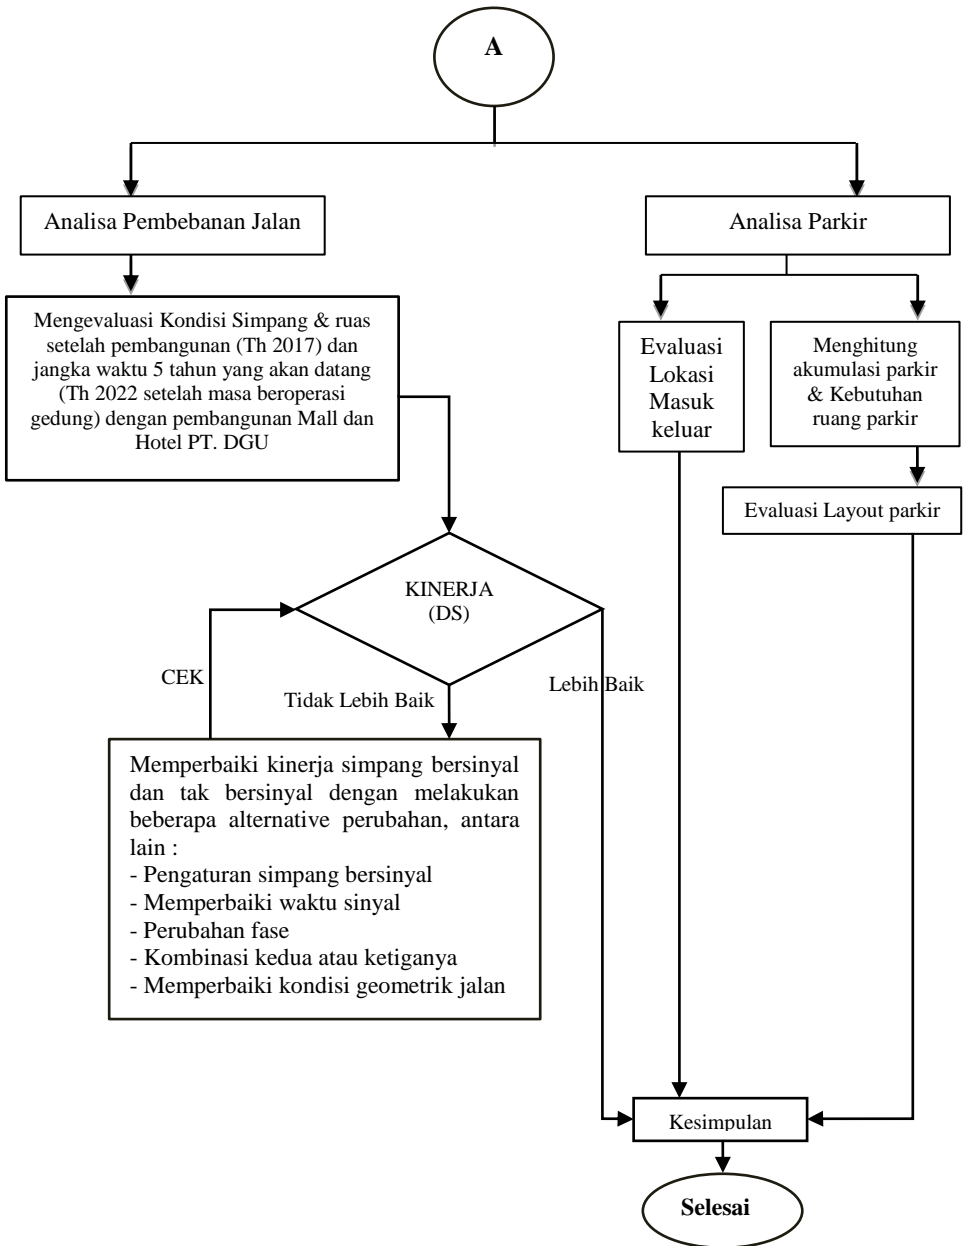 A
Analisa Pembebanan Jalan
Analisa Parkir
Mengevaluasi Kondisi Simpang & ruas
setelah pembangunan (Th 2017) dan
jangka waktu 5 tahun yang akan datang
(Th 2022 setelah masa beroperasi
gedung) dengan pembangunan Mall dan
Hotel PT. DGU
Evaluasi
Lokasi
Masuk
keluar
Menghitung
akumulasi parkir
& Kebutuhan
ruang parkir
Evaluasi Layout parkir
KINERJA
(DS)
CEK
Tidak Lebih Baik
Lebih Baik
Memperbaiki kinerja simpang bersinyal
dan tak bersinyal dengan melakukan
beberapa alternative perubahan, antara
lain :
- Pengaturan simpang bersinyal
- Memperbaiki waktu sinyal
- Perubahan fase
- Kombinasi kedua atau ketiganya
- Memperbaiki kondisi geometrik jalan
Kesimpulan
Selesai